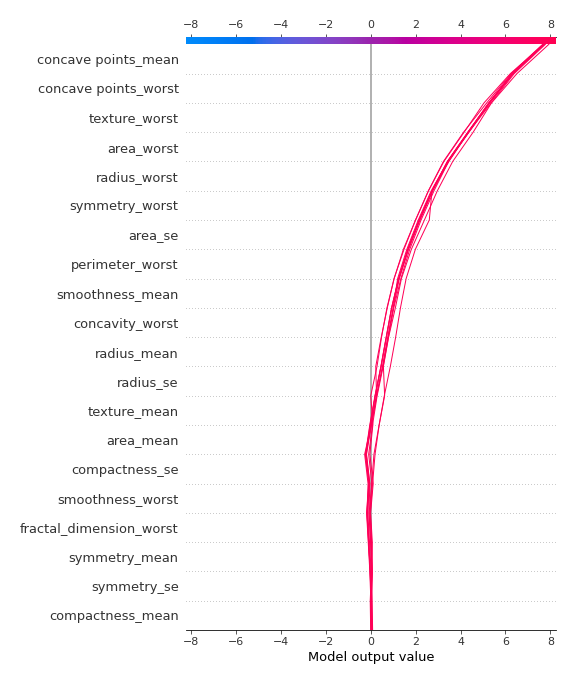 −8 −6 −4 −2 0 2 4 6 8
concave points_mean
concave points_worst
texture_worst
area_worst
radius_worst
symmetry_worst
area_se
perimeter_worst
smoothness_mean
concavity_worst
radius_mean
radius_se
texture_mean
area_mean
compactness_se
smoothness_worst
fractal_dimension_worst
symmetry_mean
symmetry_se
compactness_mean
−8 −6 −4 −2 0 2 4 6 8
Model output value